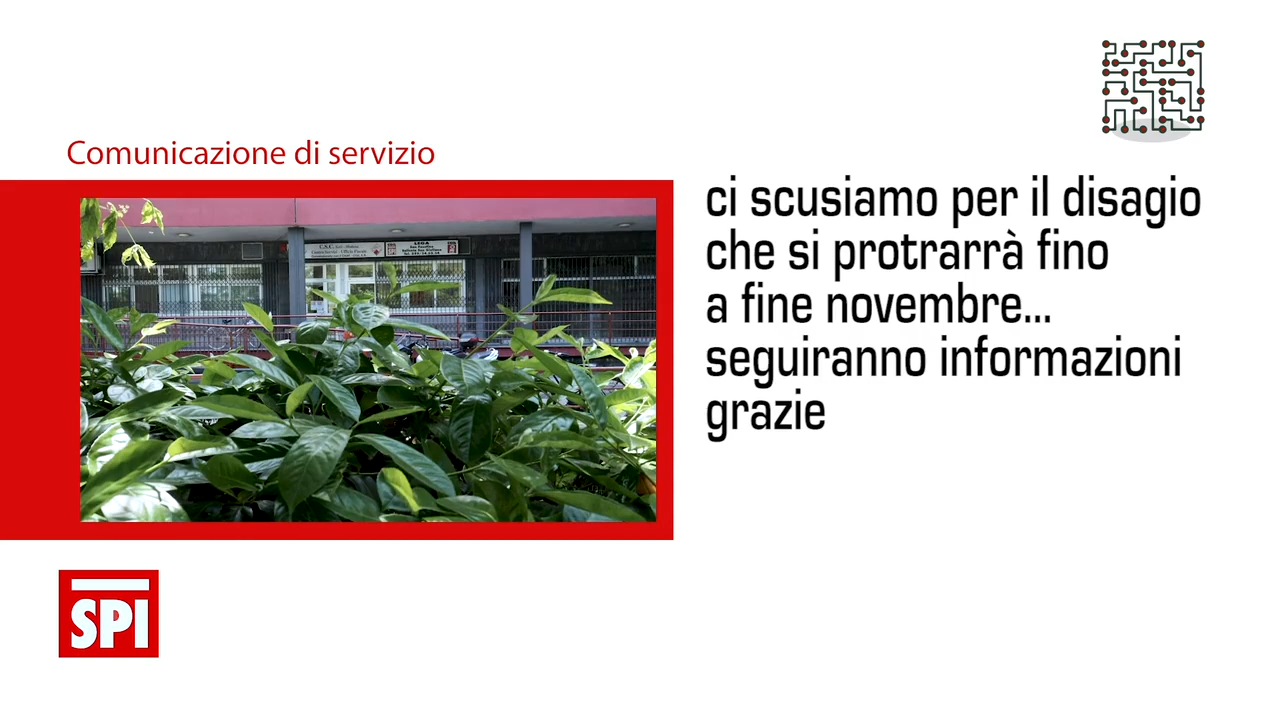 Comunicazione di servizio
ci scusiamo per il disagio
che si protrarrà fino
a fine novembre...
seguiranno informazioni
grazie
LEGA
SPI